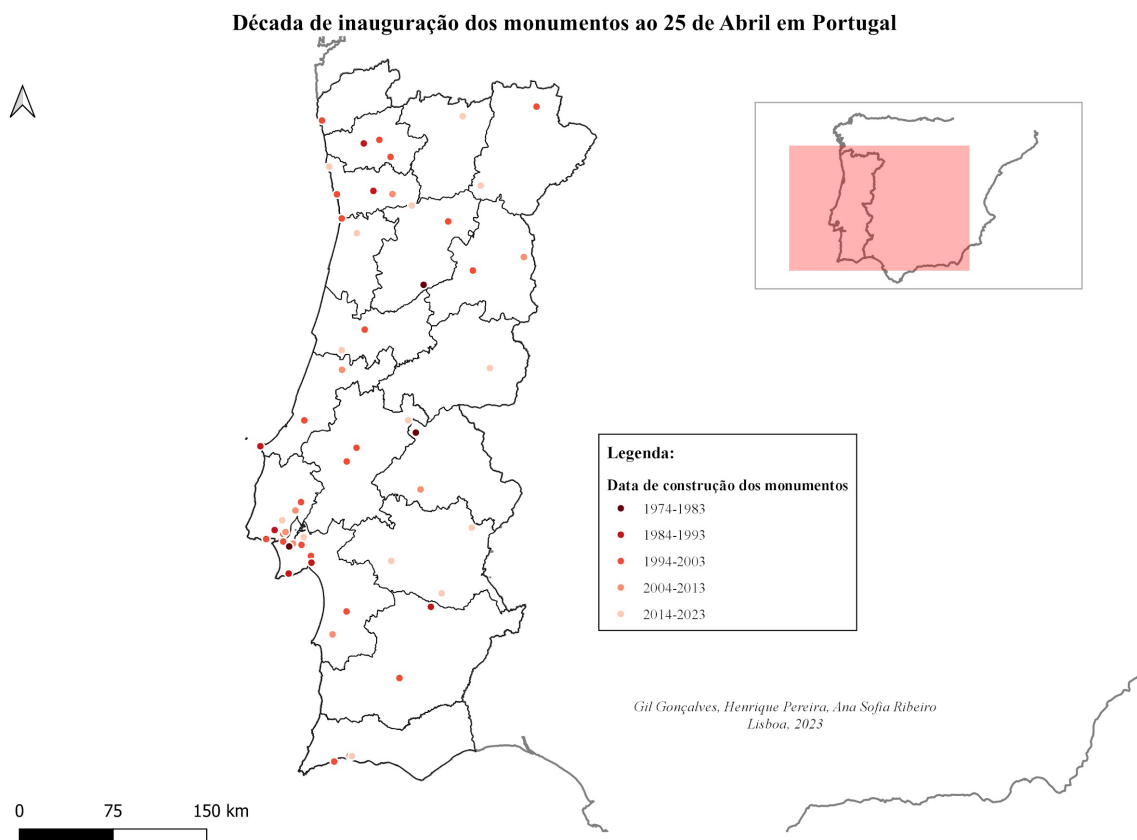 Década de inauguração dos monumentos ao 25 de Abril em Portugal
Legenda:
Data de construção dos monumentos
1974-1983
1984-1993
1994-2003
2004-2013
2014-2023
Gil Gonçalves, Henrique Pereira, Ana Sofia Ribeiro
Lisboa, 2023
0 75 150 km